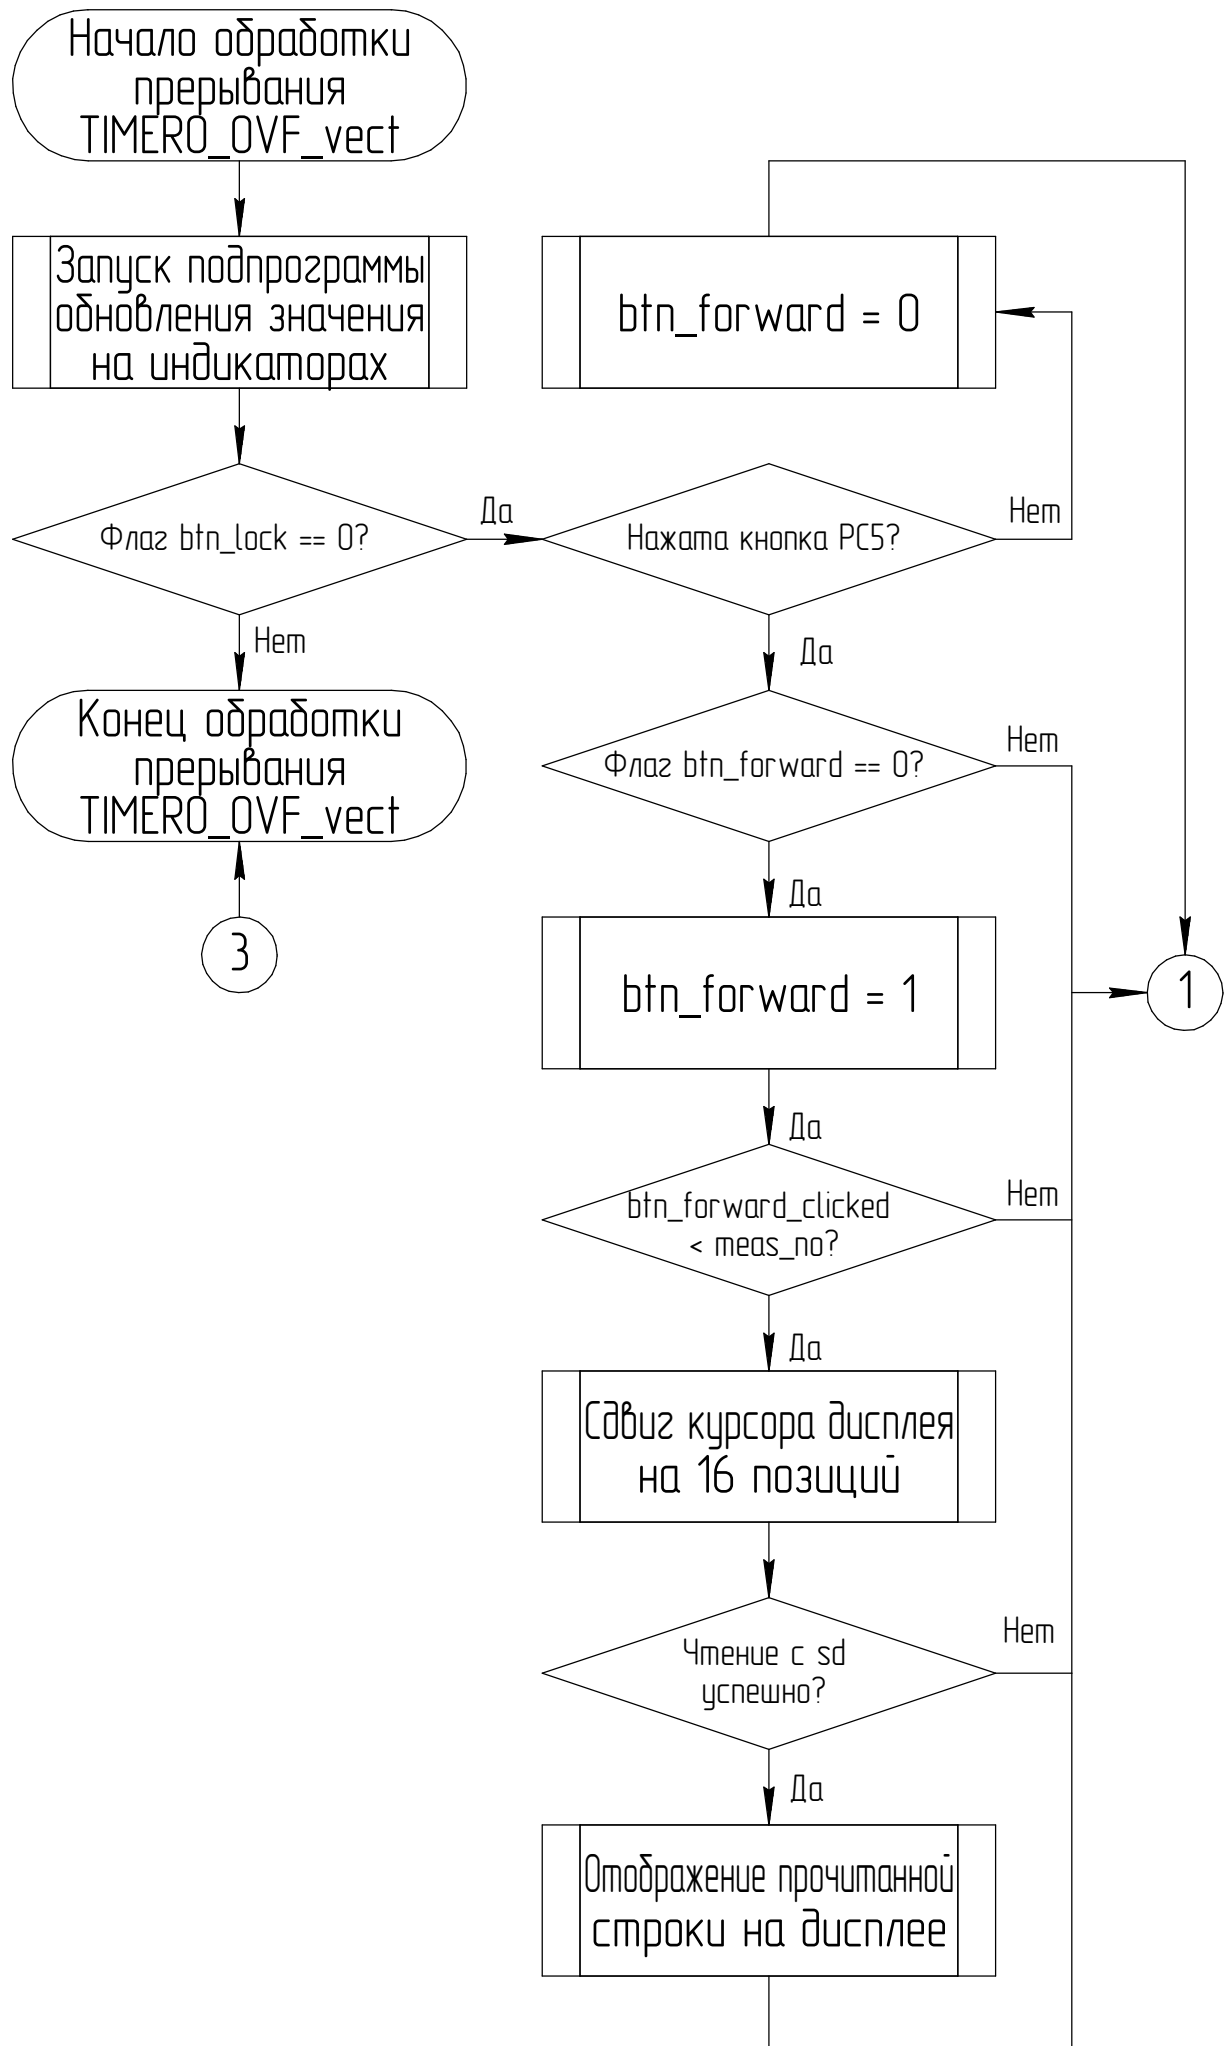 Начало обработки
прерывания
TIMER0_OVF_vect
Запуск подпрограммы
обновления значения
на индикаторах
btn_forward = 0
Флаг btn_lock == 0?
Да
Нажата кнопка PC5?
Нет
Нет
Да
Конец обработки
прерывания
TIMER0_OVF_vect
Флаг btn_forward == 0?
Нет
Да
3
btn_forward = 1
1
Да
btn_forward_clicked
< meas_no?
Нет
Да
Сдвиг курсора дисплея
на 16 позиций
Чтение с sd
успешно?
Нет
Да
Отображение прочитанной
строки на дисплее